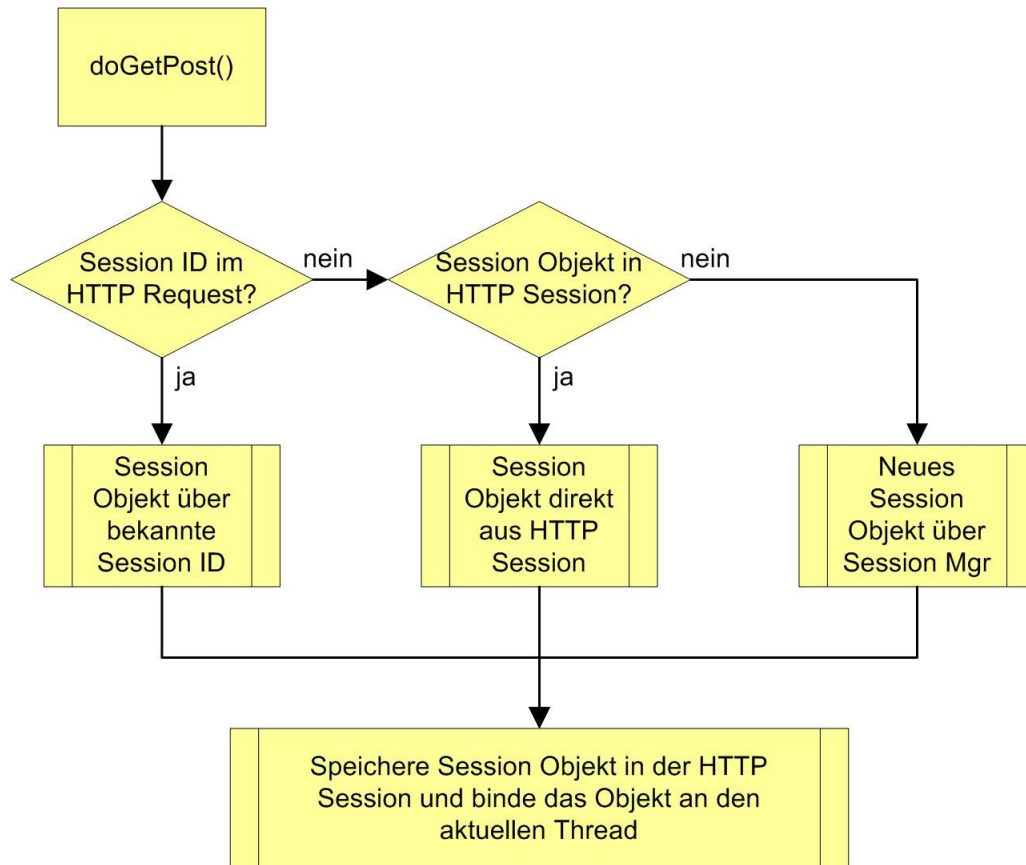 doGetPost()
Session ID im
HTTP Request?
nein
Session Objekt in
HTTP Session?
nein
ja
ja
Session
Objekt über
bekannte
Session ID
Session
Objekt direkt
aus HTTP
Session
Neues
Session
Objekt über
Session Mgr
Speichere Session Objekt in der HTTP
Session und binde das Objekt an den
aktuellen Thread